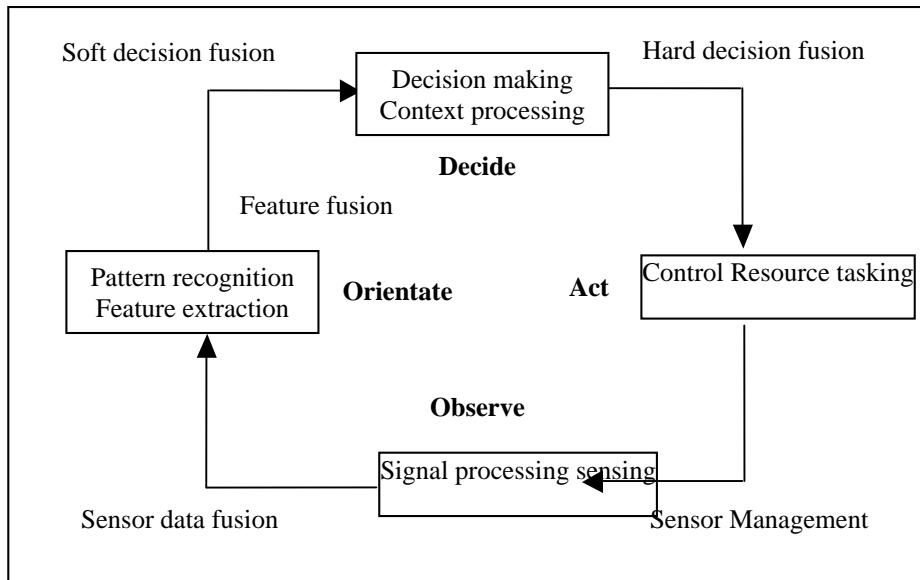 Soft decision fusion
Hard decision fusion
Decision making
Context processing
Decide
Feature fusion
Pattern recognition
Feature extraction
Orientate
Act
Control Resource tasking
Observe
Signal processing sensing
Sensor data fusion
Sensor Management